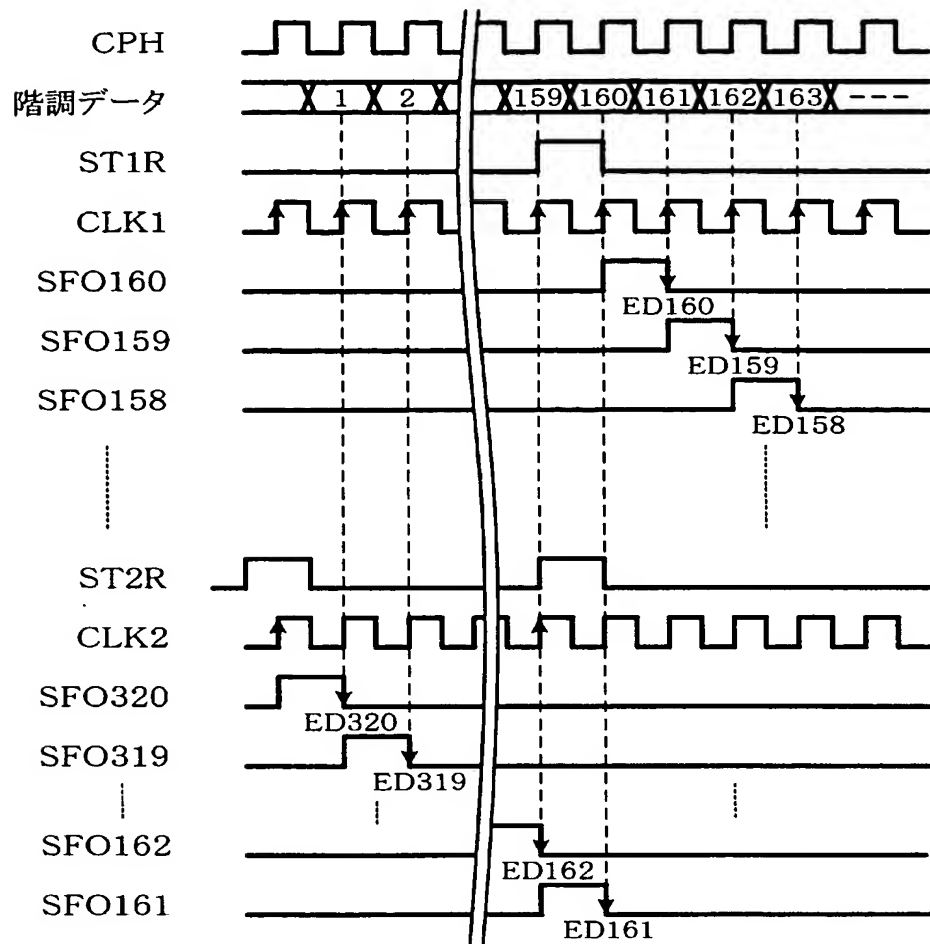 CPH
階調データ 1 2 159 160 161 162 163 ----
ST1R
CLK1
SFO160
ED160
SFO159
ED159
SFO158
ED158
ST2R
CLK2
SFO320
ED320
SFO319
ED319
SFO162
ED162
SFO161
ED161